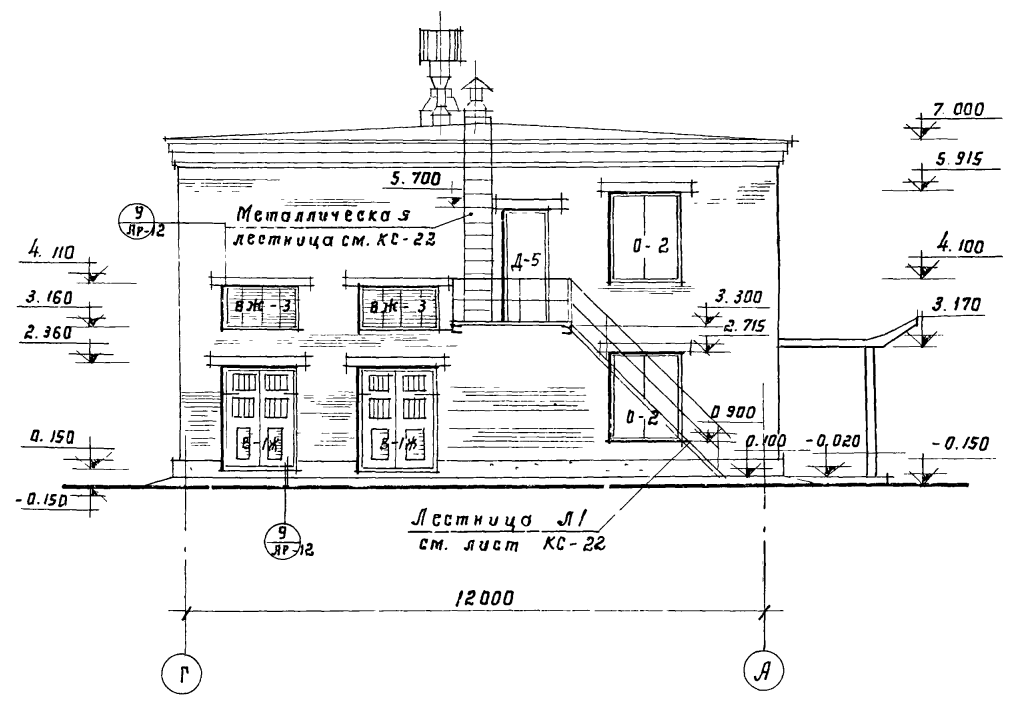 7.000
5.915
5.700
9
АР-12
Металлическая
лестница см. КС-22
О-2
Д-5
4.110
4.100
ВЖ-3
ВЖ-3
3.160
3.300
3.170
2.360
2.715
О-2
0.900
В-1Ж
В-1Ж
0.150
0.100
-0.020
-0.150
-0.150
Лестница Л1
см. лист КС-22
9
АР-12
12000
Г
А